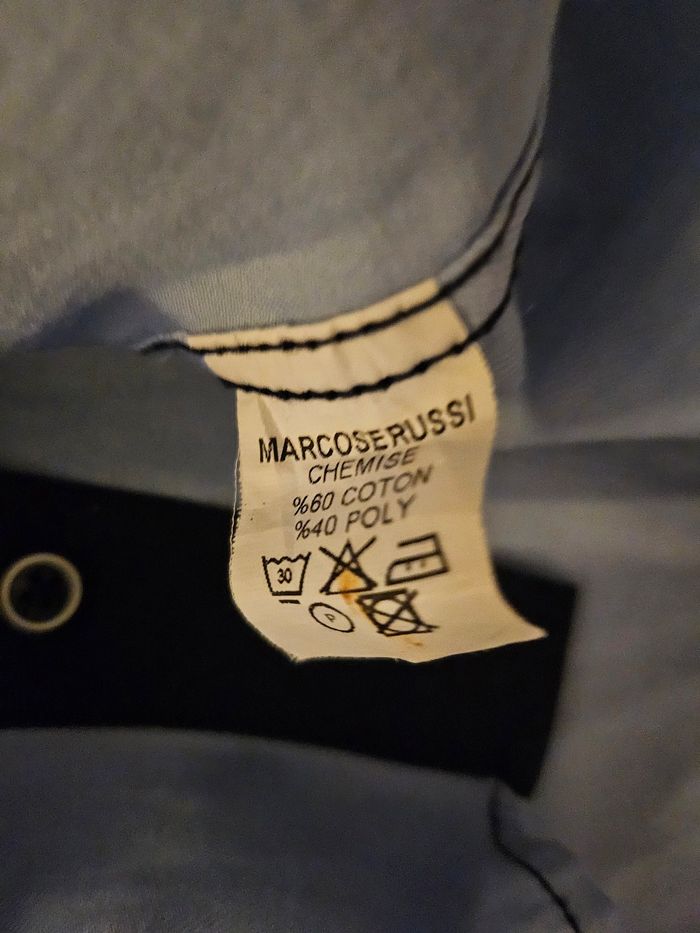 MARCOSERUSSI
CHEMISE
%60 COTON
%40 POLY
30
P